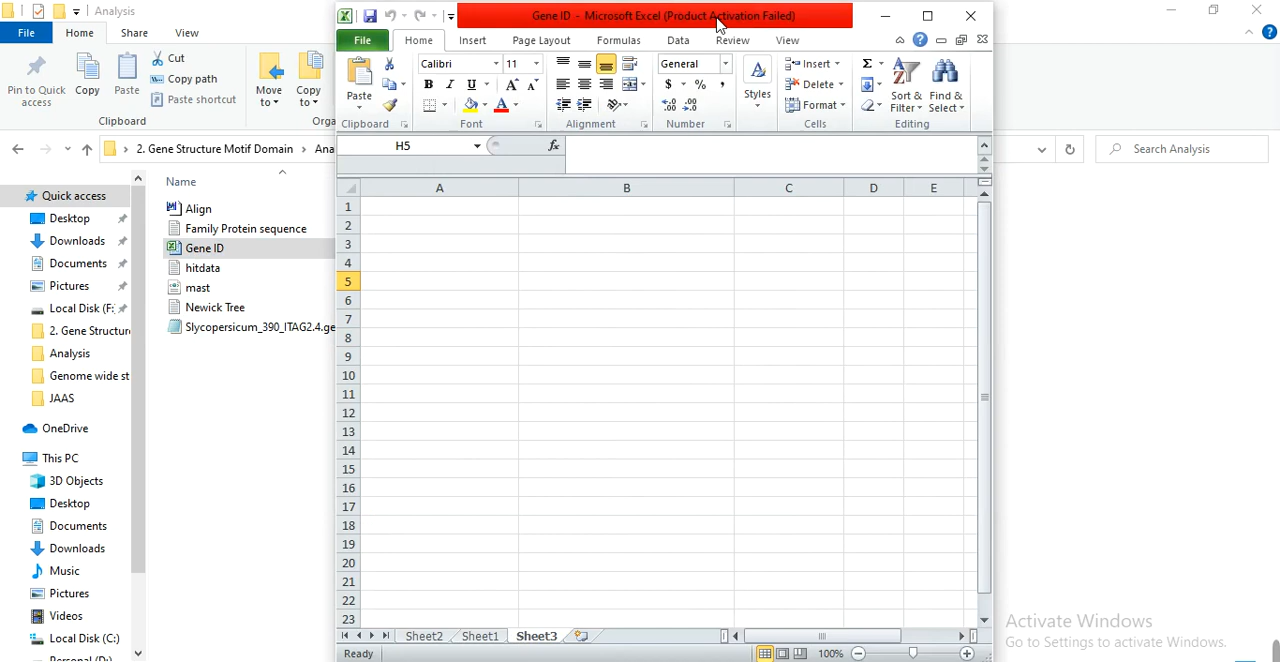 Analysis
File Home Share View
Pin to Quick access
Copy
Paste
Cut
Copy path
Paste shortcut
Clipboard
Move to
Copy to
Orga
2. Gene Structure Motif Domain > Ana
Search Analysis
Quick access
Desktop
Downloads
Documents
Pictures
Local Disk (F:
2. Gene Structure
Analysis
Genome wide st
JAAS
OneDrive
This PC
3D Objects
Desktop
Documents
Downloads
Music
Pictures
Videos
Local Disk (C:)
Name
Align
Family Protein sequence
Gene ID
hitdata
mast
Newick Tree
Slycopersicum_390_ITAG2.4.ge
Gene ID - Microsoft Excel (Product Activation Failed)
File Home Insert Page Layout Formulas Data Review View
Paste
Clipboard
Calibri 11
B I U A A
A
Font
Alignment
General
$ % ,
Number
Styles
Insert
Delete
Format
Cells
Σ
Sort & Filter
Find & Select
Editing
H5 fx
A B C D E
1
2
3
4
5
6
7
8
9
10
11
12
13
14
15
16
17
18
19
20
21
22
23
Sheet2 Sheet1 Sheet3
Ready 100%
Activate Windows
Go to Settings to activate Windows.